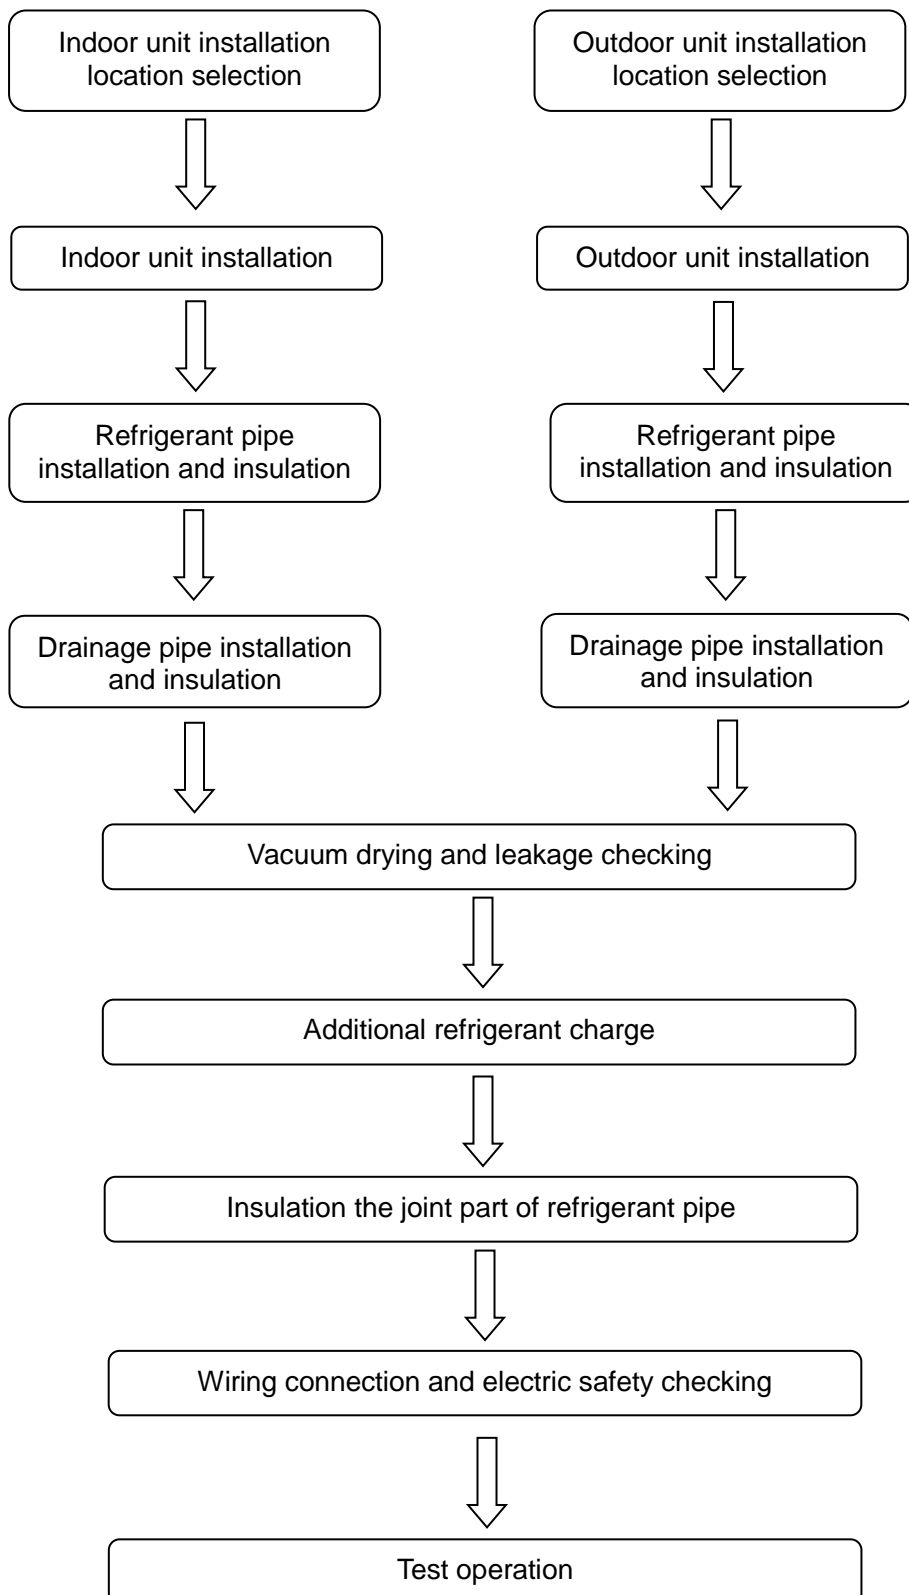 Indoor unit installation
location selection
Outdoor unit installation
location selection
Indoor unit installation
Outdoor unit installation
Refrigerant pipe
installation and insulation
Refrigerant pipe
installation and insulation
Drainage pipe installation
and insulation
Drainage pipe installation
and insulation
Vacuum drying and leakage checking
Additional refrigerant charge
Insulation the joint part of refrigerant pipe
Wiring connection and electric safety checking
Test operation